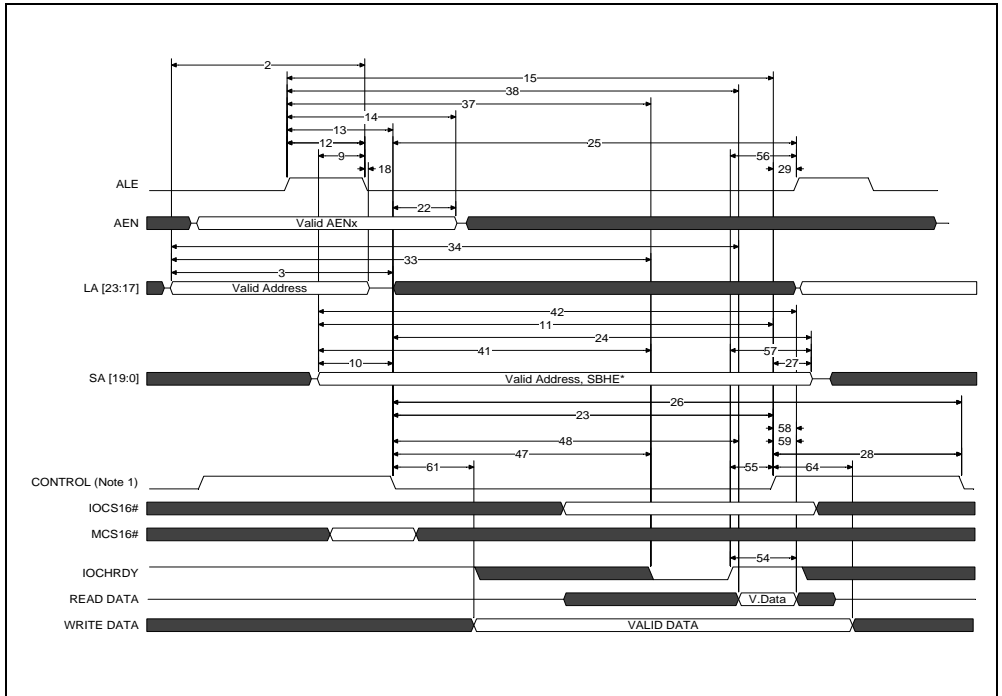 2
15
38
37
14
13
12 25
9 56
18 29
ALE
22
AEN Valid AENx
34
33
3
LA [23:17] Valid Address
42
11
24
41 57
10 27
SA [19:0] Valid Address, SBHE*
26
23 58
48 59
47 28
61 55 64
CONTROL (Note 1)
IOCS16#
MCS16#
54
IOCHRDY
READ DATA V.Data
WRITE DATA VALID DATA